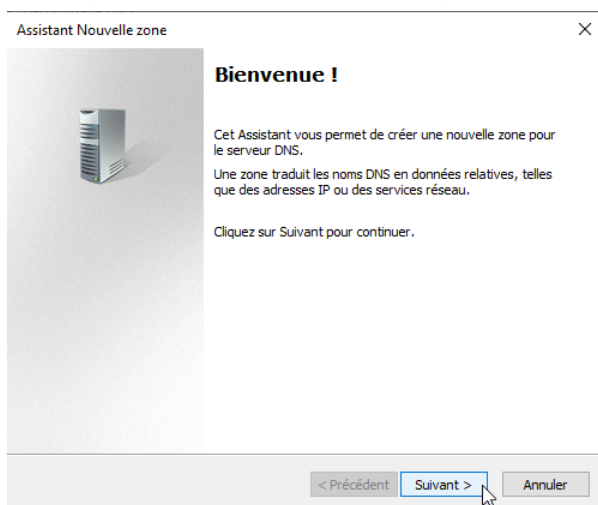 Assistant Nouvelle zone
Bienvenue !
Cet Assistant vous permet de créer une nouvelle zone pour
le serveur DNS.
Une zone traduit les noms DNS en données relatives, telles
que des adresses IP ou des services réseau.
Cliquez sur Suivant pour continuer.
< Précédent Suivant > Annuler